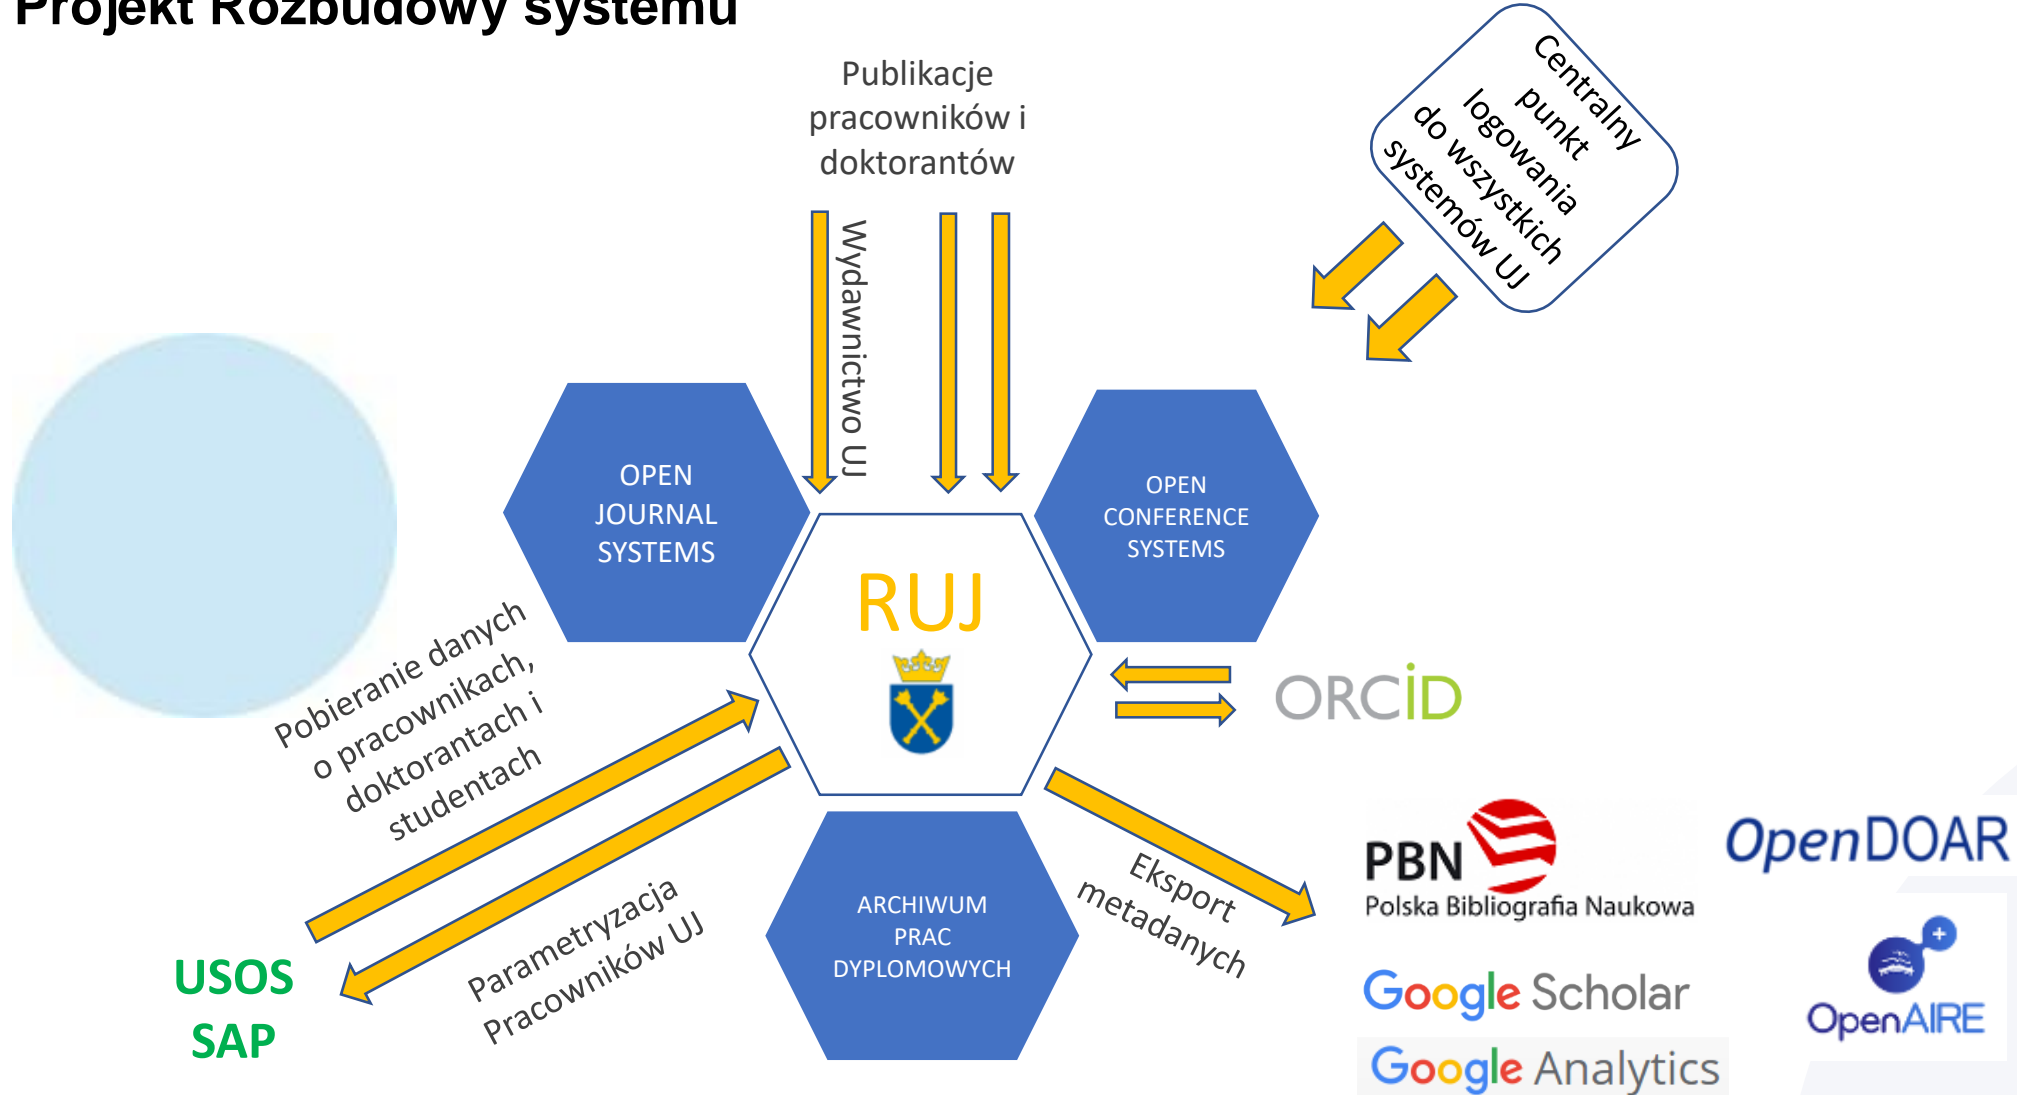 Projekt Rozbudowy systemu
Publikacje
pracowników i
doktorantów
Centralny
punkt
logowania
do wszystkich
systemów UJ
Wydawnictwo UJ
OPEN
JOURNAL
SYSTEMS
OPEN
CONFERENCE
SYSTEMS
RUJ
Pobieranie danych
o pracownikach,
doktorantach i
studentach
ORCiD
USOS
SAP
Parametryzacja
Pracowników UJ
ARCHIWUM
PRAC
DYPLOMOWYCH
Eksport
metadanych
PBN
Polska Bibliografia Naukowa
OpenDOAR
Google Scholar
OpenAIRE
Google Analytics